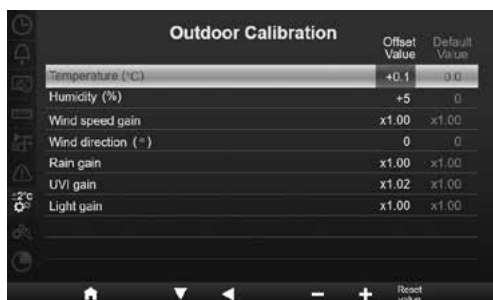 Outdoor Calibration
Offset Value
Default Value
Temperature (°C) +0.1 0.0
Humidity (%) +5 0
Wind speed gain x1.00 x1.00
Wind direction (°) 0 0
Rain gain x1.00 x1.00
UVI gain x1.02 x1.00
Light gain x1.00 x1.00
±2°c
Reset
value